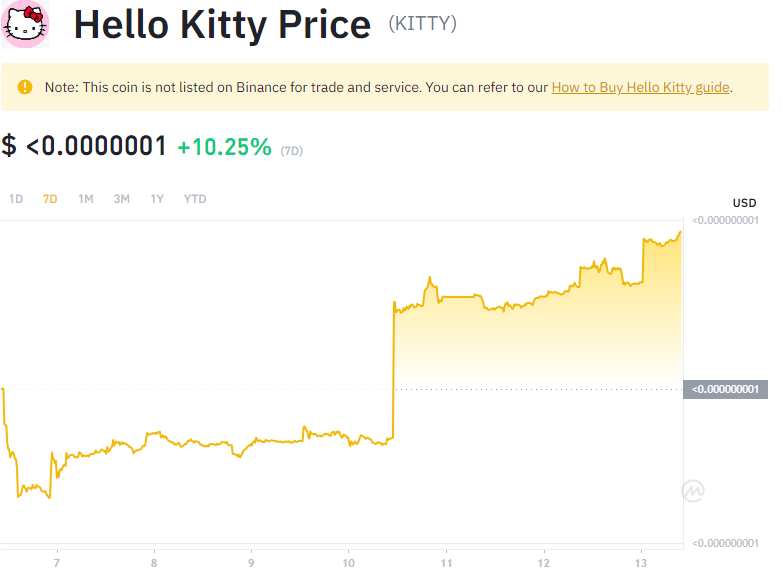 Hello Kitty Price (KITTY)
Note: This coin is not listed on Binance for trade and service. You can refer to our How to Buy Hello Kitty guide.
$ <0.0000001 +10.25% (7D)
1D 7D 1M 3M 1Y YTD
USD
<0.000000001
<0.000000001
<0.000000001
7 8 9 10 11 12 13